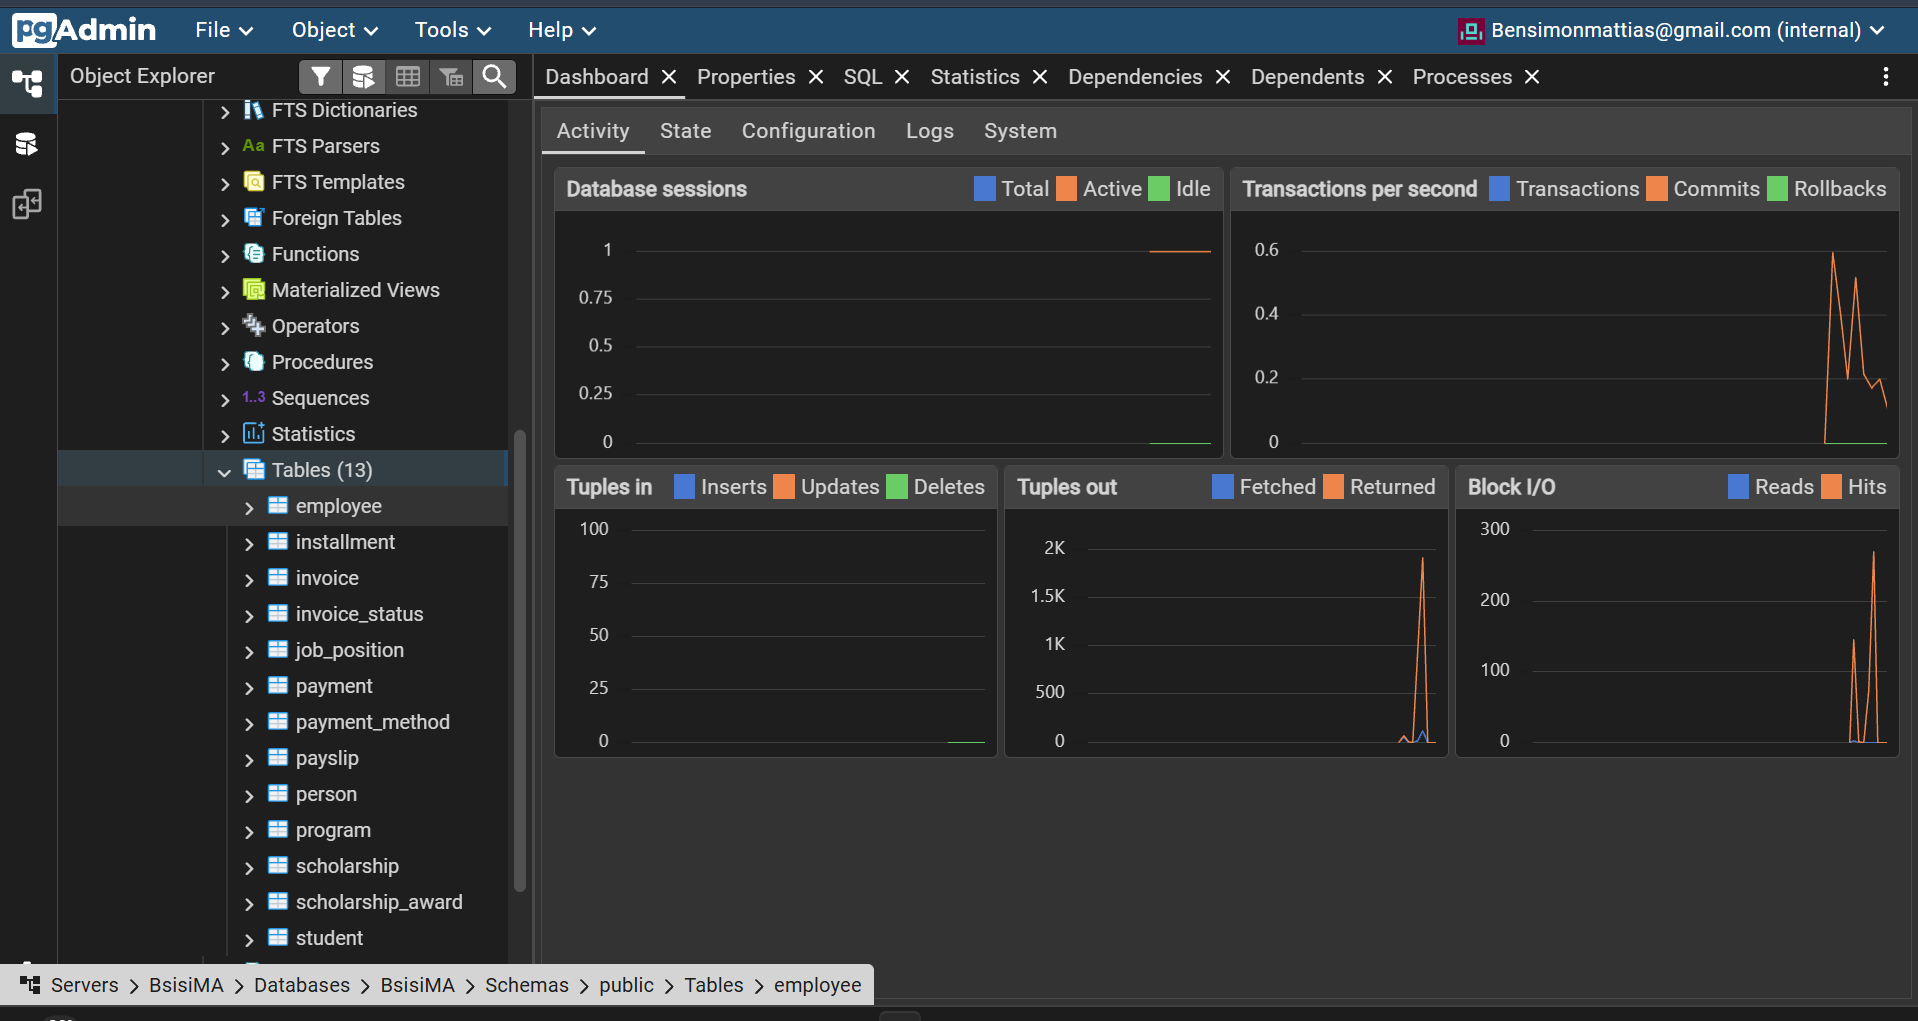 pgAdmin File Object Tools Help Bensimonmattias@gmail.com (internal)
Object Explorer Dashboard Properties SQL Statistics Dependencies Dependents Processes
FTS Dictionaries
Aa FTS Parsers
FTS Templates
Foreign Tables
Functions
Materialized Views
Operators
Procedures
1..3 Sequences
Statistics
Tables (13)
employee
installment
invoice
invoice_status
job_position
payment
payment_method
payslip
person
program
scholarship
scholarship_award
student
Activity State Configuration Logs System
Database sessions Total Active Idle
1
0.75
0.5
0.25
0
Transactions per second Transactions Commits Rollbacks
0.6
0.4
0.2
0
Tuples in Inserts Updates Deletes
100
75
50
25
0
Tuples out Fetched Returned
2K
1.5K
1K
500
0
Block I/O Reads Hits
300
200
100
0
Servers > BsisiMA > Databases > BsisiMA > Schemas > public > Tables > employee